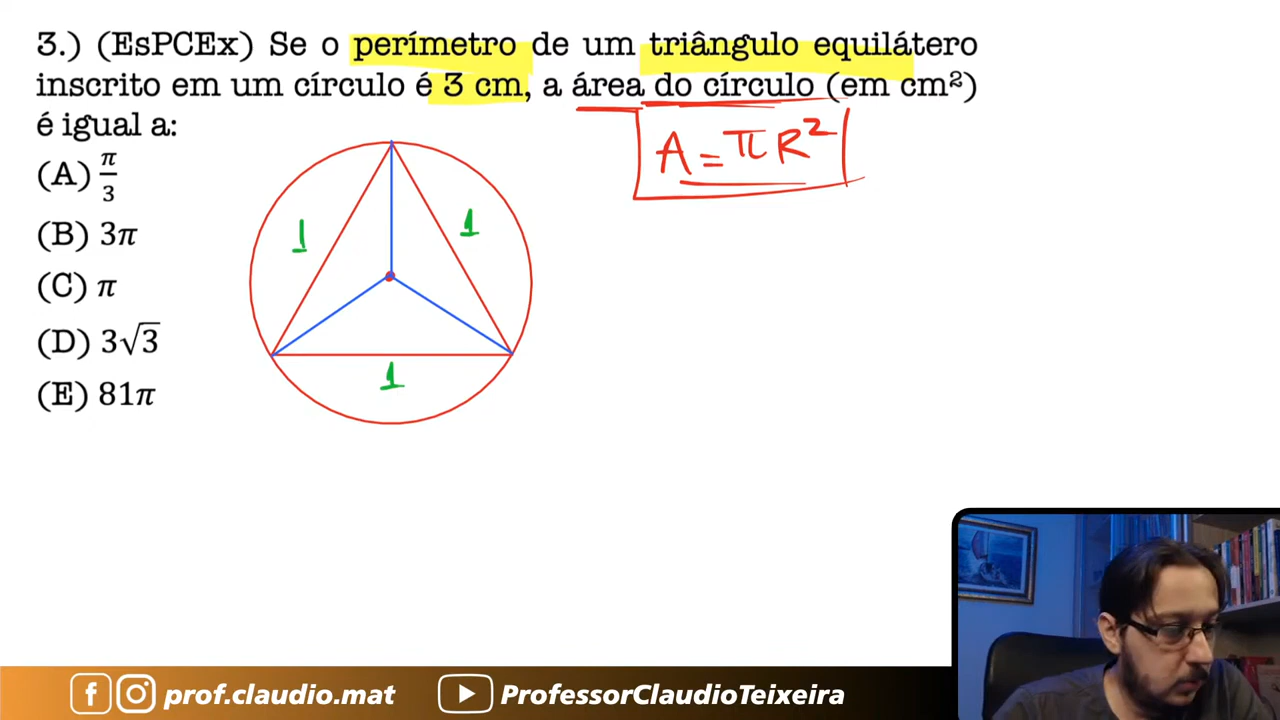 3.) (EsPCEx) Se o perímetro de um triângulo equilátero
inscrito em um círculo é 3 cm, a área do círculo (em cm²)
é igual a:
A = πR²
(A) π/3
1
1
(B) 3π
(C) π
(D) 3√3
1
(E) 81π
prof.claudio.mat
ProfessorClaudioTeixeira